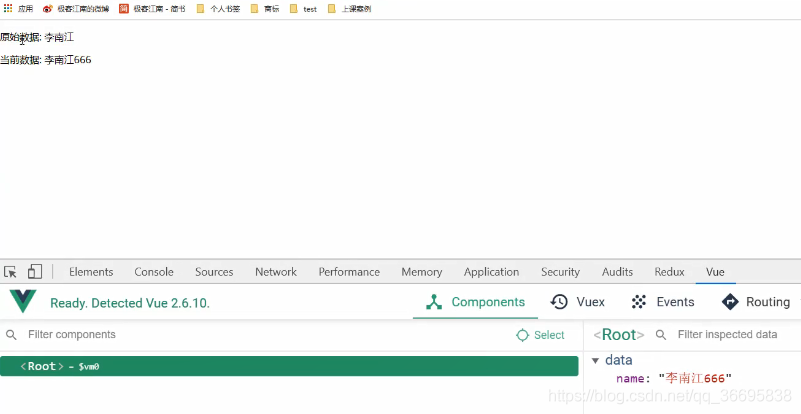 应用 极客江南的微博 简 极客江南 - 简书 个人书签 商标 test 上课案例
原始数据: 李南江
当前数据: 李南江666
Elements Console Sources Network Performance Memory Application Security Audits Redux Vue
Ready. Detected Vue 2.6.10. Components Vuex Events Routing
Filter components Select <Root> Filter inspected data
<Root> = $vm0 data
name: "李南江666"
https://blog.csdn.net/qq_36695838